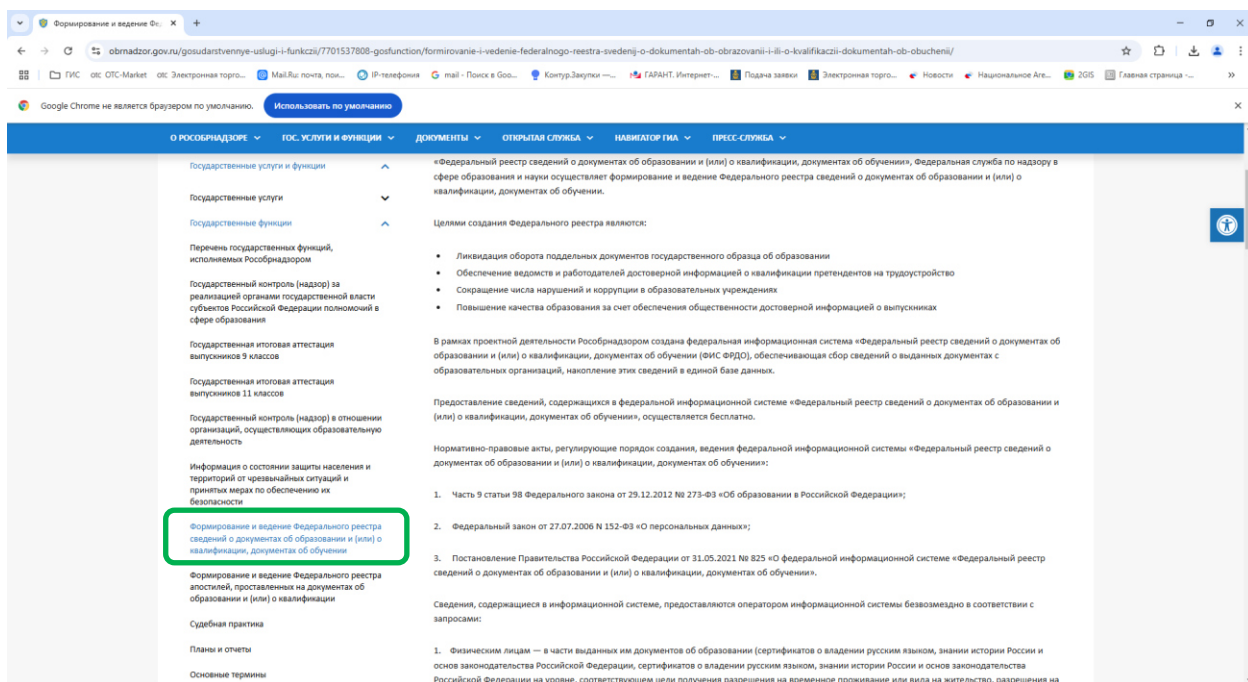 Формирование и ведение Фе
obrnadzor.gov.ru/gosudarstvennye-uslugi-i-funkczii/7701537808-gosfunction/formirovanie-i-vedenie-federalnogo-reestra-svedenij-o-dokumentah-ob-obrazovanii-i-ili-o-kvalifikaczii-dokumentah-ob-obuchenii/
ГИС ОТС-Market Электронная торго... Mail.Ru: почта, пои... IP-телефония mail - Поиск в Goo... Контур.Закупки —... ГАРАНТ. Интернет-... Подача заявки Электронная торго... Новости Национальное Аге... 2GIS Главная страница -... »
Google Chrome не является браузером по умолчанию. Использовать по умолчанию
О РОСОБРНАДЗОРЕ ГОС. УСЛУГИ И ФУНКЦИИ ДОКУМЕНТЫ ОТКРЫТАЯ СЛУЖБА НАВИГАТОР ГИА ПРЕСС-СЛУЖБА
Государственные услуги и функции
Государственные услуги
Государственные функции
Перечень государственных функций,
исполняемых Рособрнадзором
Государственный контроль (надзор) за
реализацией органами государственной власти
субъектов Российской Федерации полномочий в
сфере образования
Государственная итоговая аттестация
выпускников 9 классов
Государственная итоговая аттестация
выпускников 11 классов
Государственный контроль (надзор) в отношении
организаций, осуществляющих образовательную
деятельность
Информация о состоянии защиты населения и
территорий от чрезвычайных ситуаций и
принятых мерах по обеспечению их
безопасности
Формирование и ведение Федерального реестра
сведений о документах об образовании и (или) о
квалификации, документах об обучении
Формирование и ведение Федерального реестра
апостилей, проставленных на документах об
образовании и (или) о квалификации
Судебная практика
Планы и отчеты
Основные термины
«Федеральный реестр сведений о документах об образовании и (или) о квалификации, документах об обучении», Федеральная служба по надзору в
сфере образования и науки осуществляет формирование и ведение Федерального реестра сведений о документах об образовании и (или) о
квалификации, документах об обучении.
Целями создания Федерального реестра являются:
• Ликвидация оборота поддельных документов государственного образца об образовании
• Обеспечение ведомств и работодателей достоверной информацией о квалификации претендентов на трудоустройство
• Сокращение числа нарушений и коррупции в образовательных учреждениях
• Повышение качества образования за счет обеспечения общественности достоверной информацией о выпускниках
В рамках проектной деятельности Рособрнадзором создана федеральная информационная система «Федеральный реестр сведений о документах об
образовании и (или) о квалификации, документах об обучении (ФИС ФРДО), обеспечивающая сбор сведений о выданных документах с
образовательных организаций, накопление этих сведений в единой базе данных.
Предоставление сведений, содержащихся в федеральной информационной системе «Федеральный реестр сведений о документах об образовании и
(или) о квалификации, документах об обучении», осуществляется бесплатно.
Нормативно-правовые акты, регулирующие порядок создания, ведения федеральной информационной системы «Федеральный реестр сведений о
документах об образовании и (или) о квалификации, документах об обучении»:
1. Часть 9 статьи 98 Федерального закона от 29.12.2012 № 273-ФЗ «Об образовании в Российской Федерации»;
2. Федеральный закон от 27.07.2006 N 152-ФЗ «О персональных данных»;
3. Постановление Правительства Российской Федерации от 31.05.2021 № 825 «О федеральной информационной системе «Федеральный реестр
сведений о документах об образовании и (или) о квалификации, документах об обучении».
Сведения, содержащиеся в информационной системе, предоставляются оператором информационной системы безвозмездно в соответствии с
запросами:
1. Физическим лицам — в части выданных им документов об образовании (сертификатов о владении русским языком, знании истории России и
основ законодательства Российской Федерации, сертификатов о владении русским языком, знании истории России и основ законодательства
Российской Федерации на уровне, соответствующем цели получения разрешения на временное проживание или вида на жительство, разрешения на